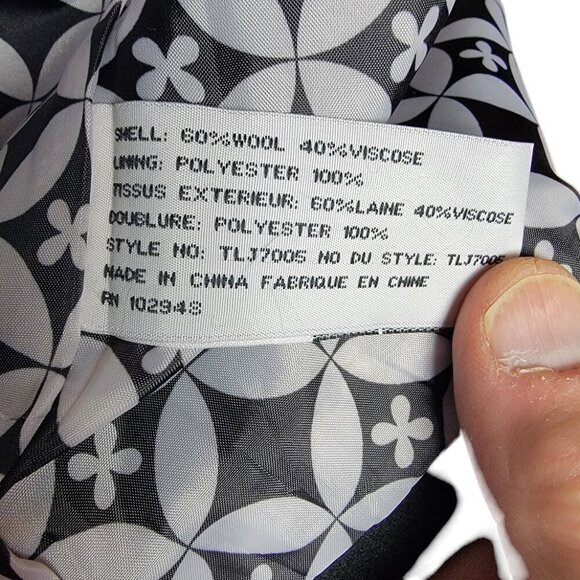 SHELL: 60%WOOL 40%VISCOSE
LINING: POLYESTER 100%
TISSUS EXTERIEUR: 60%LAINE 40%VISCOSE
DOUBLURE: POLYESTER 100%
STYLE NO: TLJ7005 NO DU STYLE: TLJ7005
MADE IN CHINA FABRIQUE EN CHINE
RN 102943